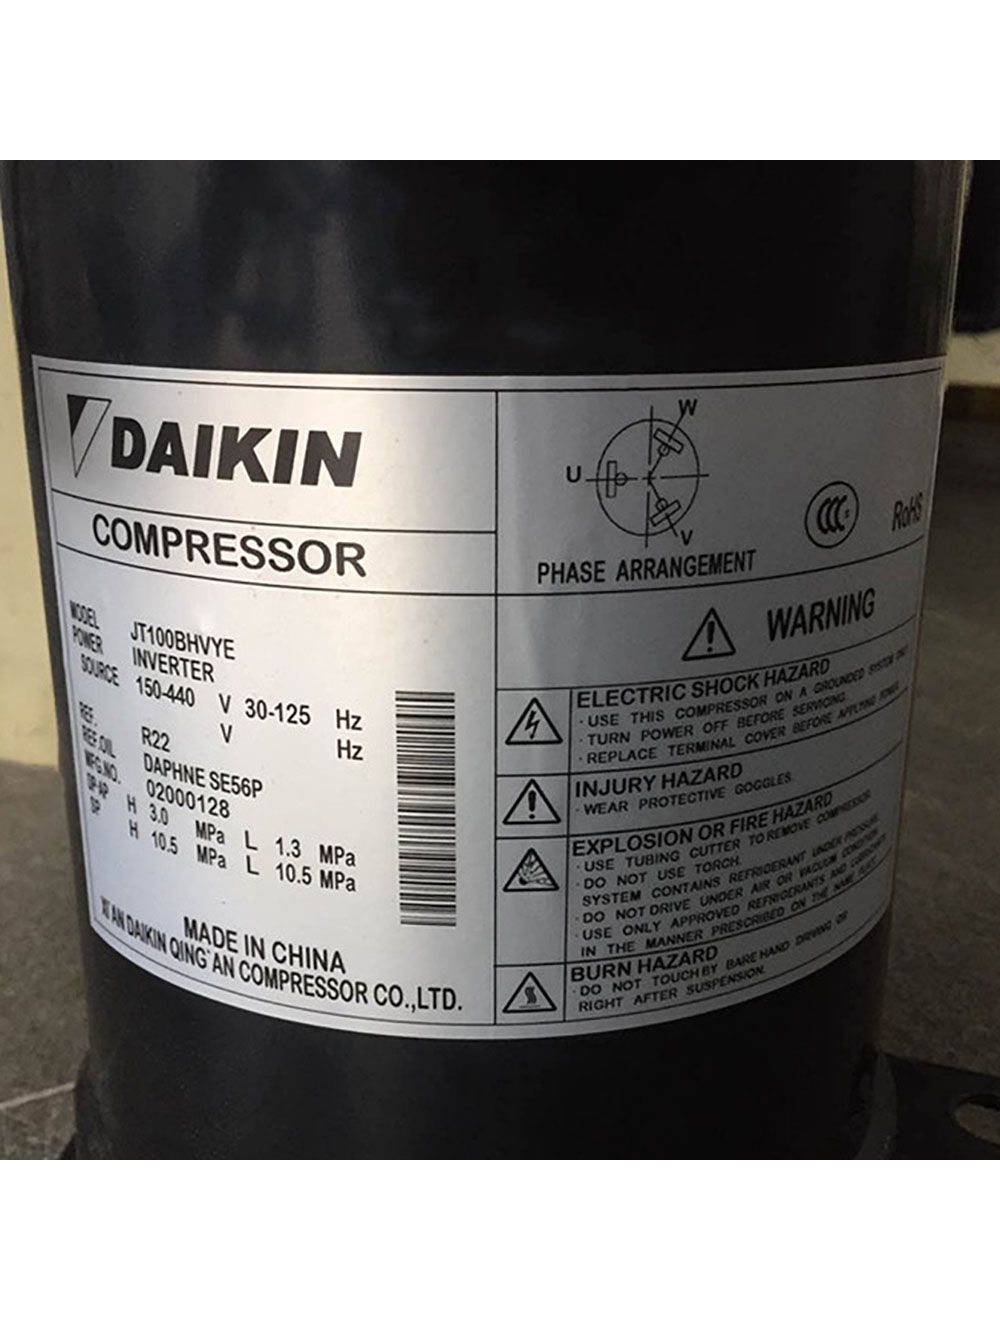 DAIKIN
COMPRESSOR
MODEL JT100BHVYE
POWER INVERTER
SOURCE 150-440 V 30-125 Hz
V Hz
REF. R22
REF.OIL DAPHNE SE56P
MFG.NO. 02000128
DP-AP H 3.0 MPa L 1.3 MPa
DP H 10.5 MPa L 10.5 MPa
MADE IN CHINA
XI'AN DAIKIN QING'AN COMPRESSOR CO.,LTD.
W
U
V
PHASE ARRANGEMENT
CCC S
RoHS
WARNING
ELECTRIC SHOCK HAZARD
· USE THIS COMPRESSOR ON A GROUNDED SYSTEM ONLY.
· TURN POWER OFF BEFORE SERVICING.
· REPLACE TERMINAL COVER BEFORE APPLYING POWER.
INJURY HAZARD
· WEAR PROTECTIVE GOGGLES.
EXPLOSION OR FIRE HAZARD
· USE TUBING CUTTER TO REMOVE COMPRESSOR.
· DO NOT USE TORCH.
SYSTEM CONTAINS REFRIGERANT UNDER PRESSURE.
· DO NOT DRIVE UNDER AIR OR VACUUM CONDITION.
· USE ONLY APPROVED REFRIGERANTS AND LUBRICANTS
IN THE MANNER PRESCRIBED ON THE NAME PLATE.
BURN HAZARD
· DO NOT TOUCH BY BARE HAND DRIVING OR
RIGHT AFTER SUSPENSION.